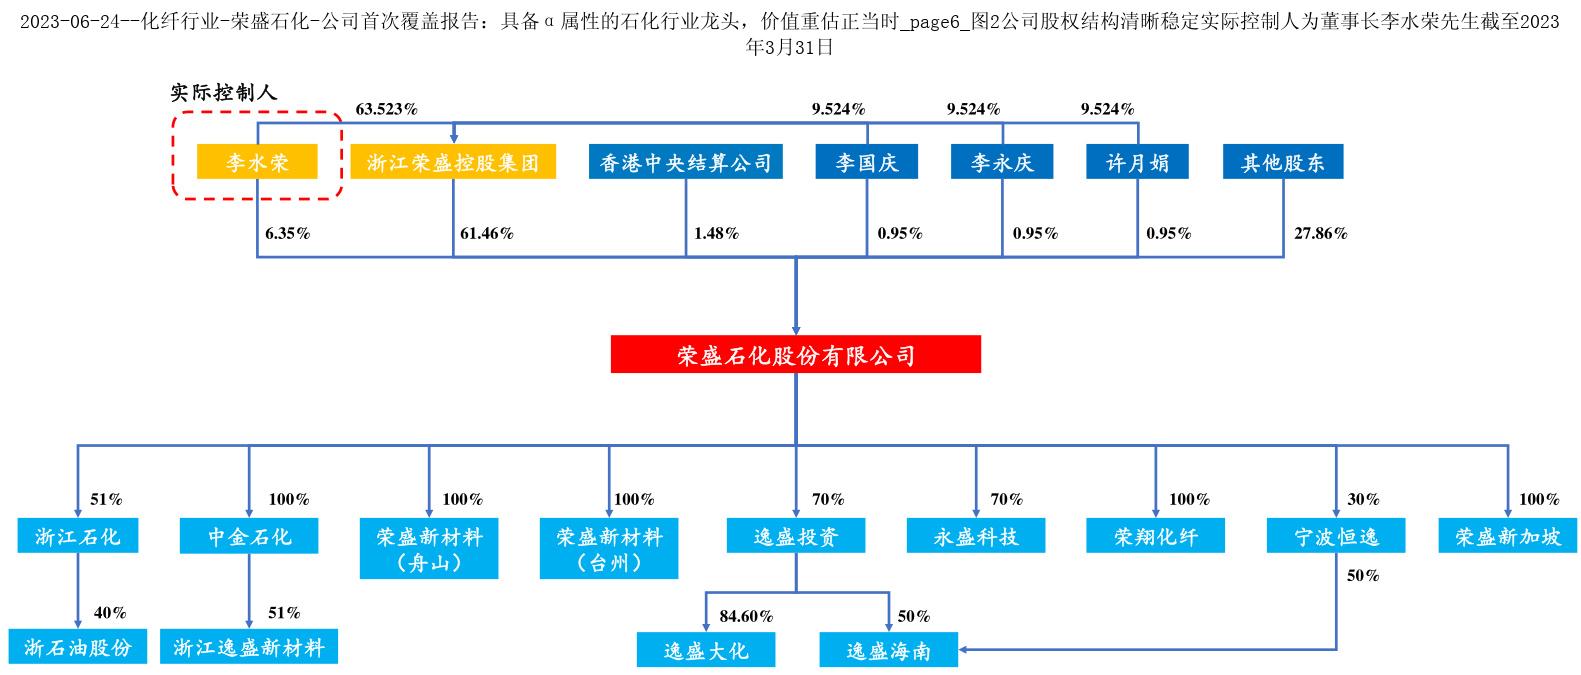 2023-06-24--化纤行业-荣盛石化-公司首次覆盖报告：具备α属性的石化行业龙头，价值重估正当时_page6_图2公司股权结构清晰稳定实际控制人为董事长李水荣先生截至2023
年3月31日
实际控制人
63.523% 9.524% 9.524% 9.524%
李水荣 浙江荣盛控股集团 香港中央结算公司 李国庆 李永庆 许月娟 其他股东
6.35% 61.46% 1.48% 0.95% 0.95% 0.95% 27.86%
荣盛石化股份有限公司
51% 100% 100% 100% 70% 70% 100% 30% 100%
浙江石化 中金石化 荣盛新材料 荣盛新材料 逸盛投资 永盛科技 荣翔化纤 宁波恒逸 荣盛新加坡
（舟山） （台州）
50%
40% 51% 84.60% 50%
浙石油股份 浙江逸盛新材料 逸盛大化 逸盛海南